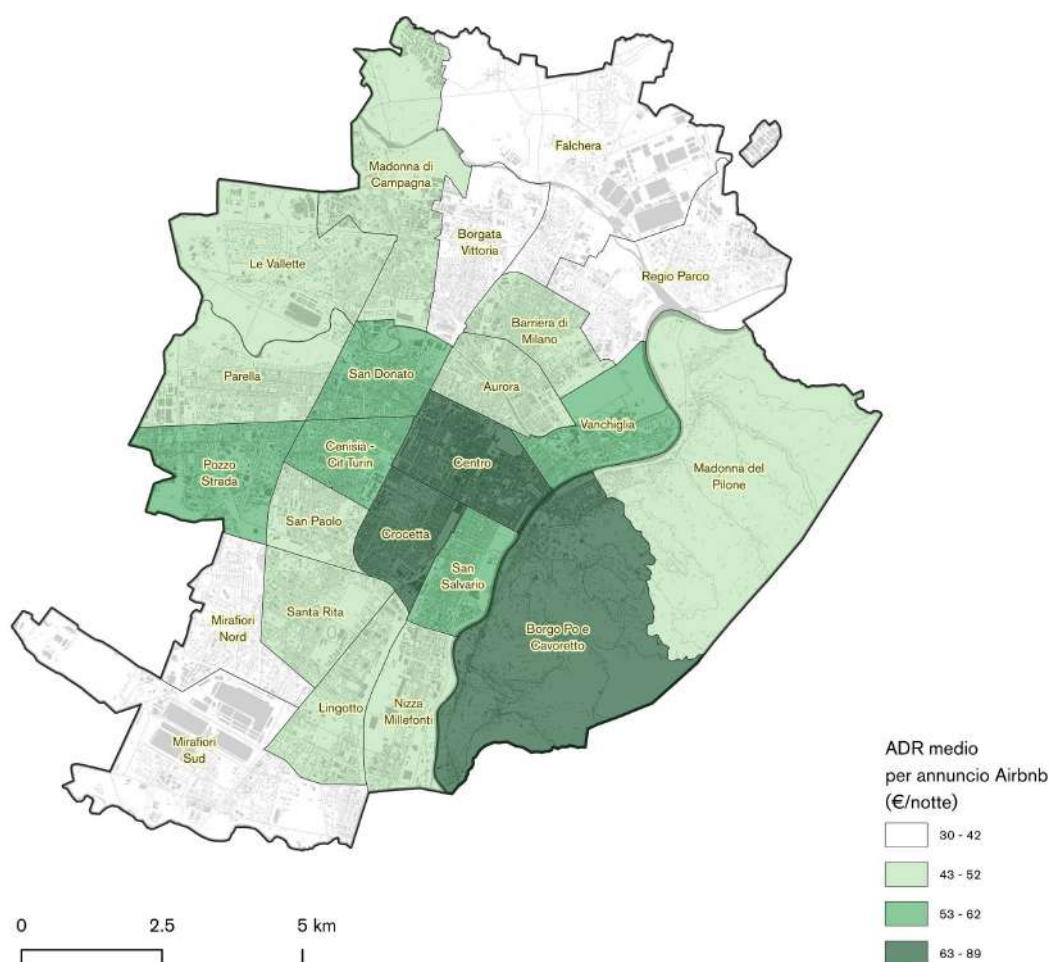 Falchera
Madonna di
Campagna
Borgata
Vittoria
Le Vallette
Regio Parco
Barriera di
Milano
Parella
San Donato
Aurora
Vanchiglia
Pozzo
Strada
Cenisia -
Cit Turin
Centro
Madonna del
Pilone
San Paolo
Crocetta
San
Salvario
Mirafiori
Nord
Santa Rita
Borgo Po e
Cavoretto
Lingotto
Nizza
Millefonti
Mirafiori
Sud
ADR medio
per annuncio Airbnb
(€/notte)
30 - 42
43 - 52
53 - 62
63 - 89
0 2.5 5 km